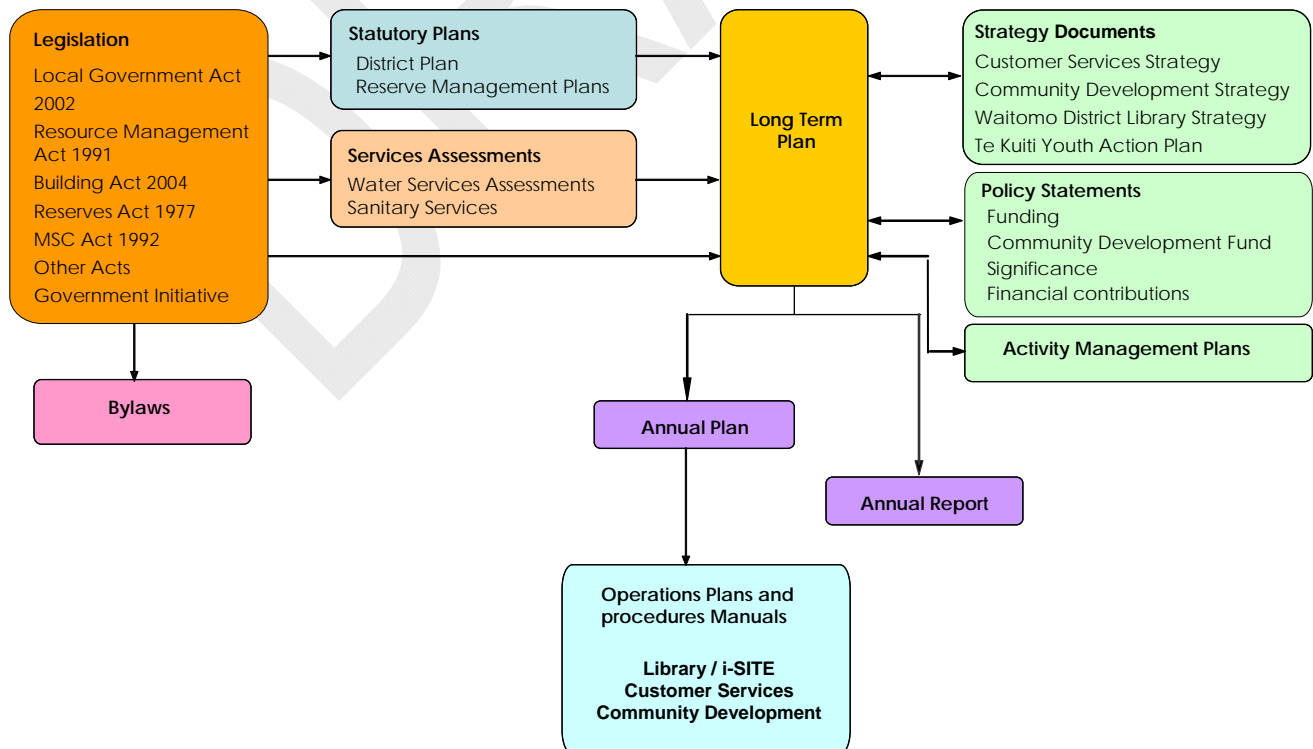 Legislation
Local Government Act
2002
Resource Management
Act 1991
Building Act 2004
Reserves Act 1977
MSC Act 1992
Other Acts
Government Initiative
Bylaws
Statutory Plans
District Plan
Reserve Management Plans
Services Assessments
Water Services Assessments
Sanitary Services
Long Term
Plan
Strategy Documents
Customer Services Strategy
Community Development Strategy
Waitomo District Library Strategy
Te Kuiti Youth Action Plan
Policy Statements
Funding
Community Development Fund
Significance
Financial contributions
Activity Management Plans
Annual Plan
Annual Report
Operations Plans and
procedures Manuals
Library / i-SITE
Customer Services
Community Development